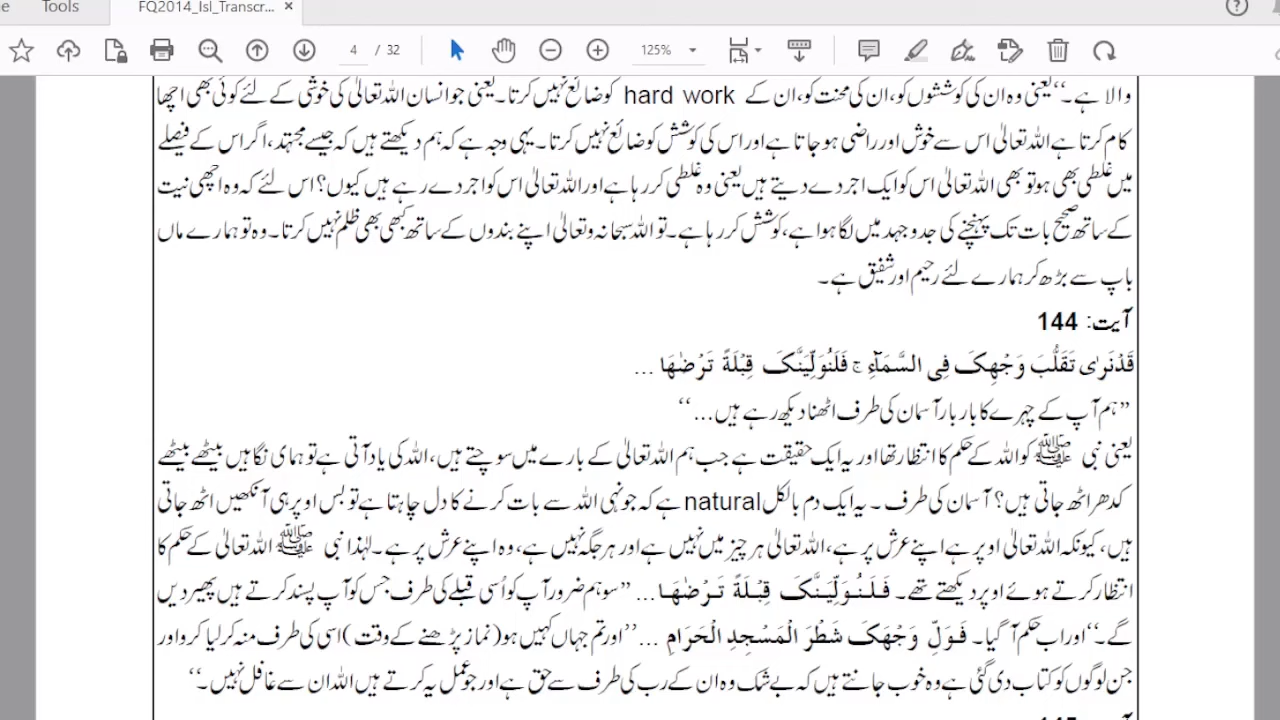 Tools
FQ2014_Isl_Transcr... ×
4 / 32
125%
والا ہے۔‘‘ یعنی وہ ان کی کوششوں کو، ان کی محنت کو، ان کے hard work کو ضائع نہیں کرتا۔ یعنی جو انسان اللہ تعالیٰ کی خوشی کے لئے کوئی بھی اچھا
کام کرتا ہے اللہ تعالیٰ اس سے خوش اور راضی ہو جاتا ہے اور اس کی کوشش کو ضائع نہیں کرتا۔ یہی وجہ ہے کہ ہم دیکھتے ہیں کہ جیسے مجتہد، اگر اس کے فیصلے
میں غلطی بھی ہو تو بھی اللہ تعالیٰ اس کو ایک اجر دے دیتے ہیں یعنی وہ غلطی کر رہا ہے اور اللہ تعالیٰ اس کو اجر دے رہے ہیں کیوں؟ اس لئے کہ وہ اچھی نیت
کے ساتھ صحیح بات تک پہنچنے کی جدو جہد میں لگا ہوا ہے، کوشش کر رہا ہے۔ تو اللہ سبحانہ وتعالیٰ اپنے بندوں کے ساتھ کبھی بھی ظلم نہیں کرتا۔ وہ تو ہمارے ماں
باپ سے بڑھ کر ہمارے لئے رحیم اور شفیق ہے۔
آیت: 144
قَدْ نَرٰی تَقَلُّبَ وَجْهِکَ فِی السَّمَآءِ ج فَلَنُوَلِّیَنَّکَ قِبْلَةً تَرْضٰهَا ...
’’ہم آپ کے چہرے کا بار بار آسمان کی طرف اٹھنا دیکھ رہے ہیں...‘‘
یعنی نبی ﷺ کو اللہ کے حکم کا انتظار تھا اور یہ ایک حقیقت ہے جب ہم اللہ تعالیٰ کے بارے میں سوچتے ہیں، اللہ کی یاد آتی ہے تو ہمای نگاہیں بیٹھے بیٹھے
کدھر اٹھ جاتی ہیں؟ آسمان کی طرف۔ یہ ایک دم بالکل natural ہے کہ جونہی اللہ سے بات کرنے کا دل چاہتا ہے تو بس اوپر ہی آنکھیں اٹھ جاتی
ہیں، کیونکہ اللہ تعالیٰ اوپر ہے اپنے عرش پر ہے، اللہ تعالیٰ ہر چیز میں نہیں ہے اور ہر جگہ نہیں ہے، وہ اپنے عرش پر ہے۔ لہٰذا نبی ﷺ اللہ تعالیٰ کے حکم کا
انتظار کرتے ہوئے اوپر دیکھتے تھے۔ فَلَنُوَلِّیَنَّکَ قِبْلَةً تَرْضٰهَا ... ’’سو ہم ضرور آپ کو اُسی قبلے کی طرف جس کو آپ پسند کرتے ہیں پھیر دیں
گے۔‘‘ اور اب حکم آ گیا۔ فَوَلِّ وَجْهَکَ شَطْرَ الْمَسْجِدِ الْحَرَامِ ... ’’اور تم جہاں کہیں ہو (نماز پڑھنے کے وقت) اسی کی طرف منہ کر لیا کرو اور
جن لوگوں کو کتاب دی گئی ہے وہ خوب جانتے ہیں کہ بے شک وہ ان کے رب کی طرف سے حق ہے اور جو عمل یہ کرتے ہیں اللہ ان سے غافل نہیں۔‘‘